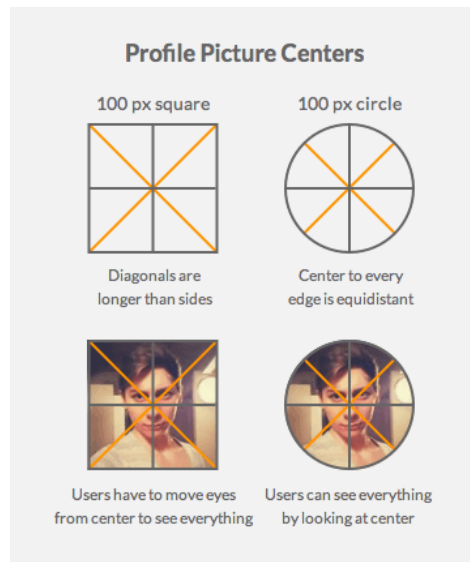 Profile Picture Centers
100 px square
100 px circle
Diagonals are
longer than sides
Center to every
edge is equidistant
Users have to move eyes
from center to see everything
Users can see everything
by looking at center